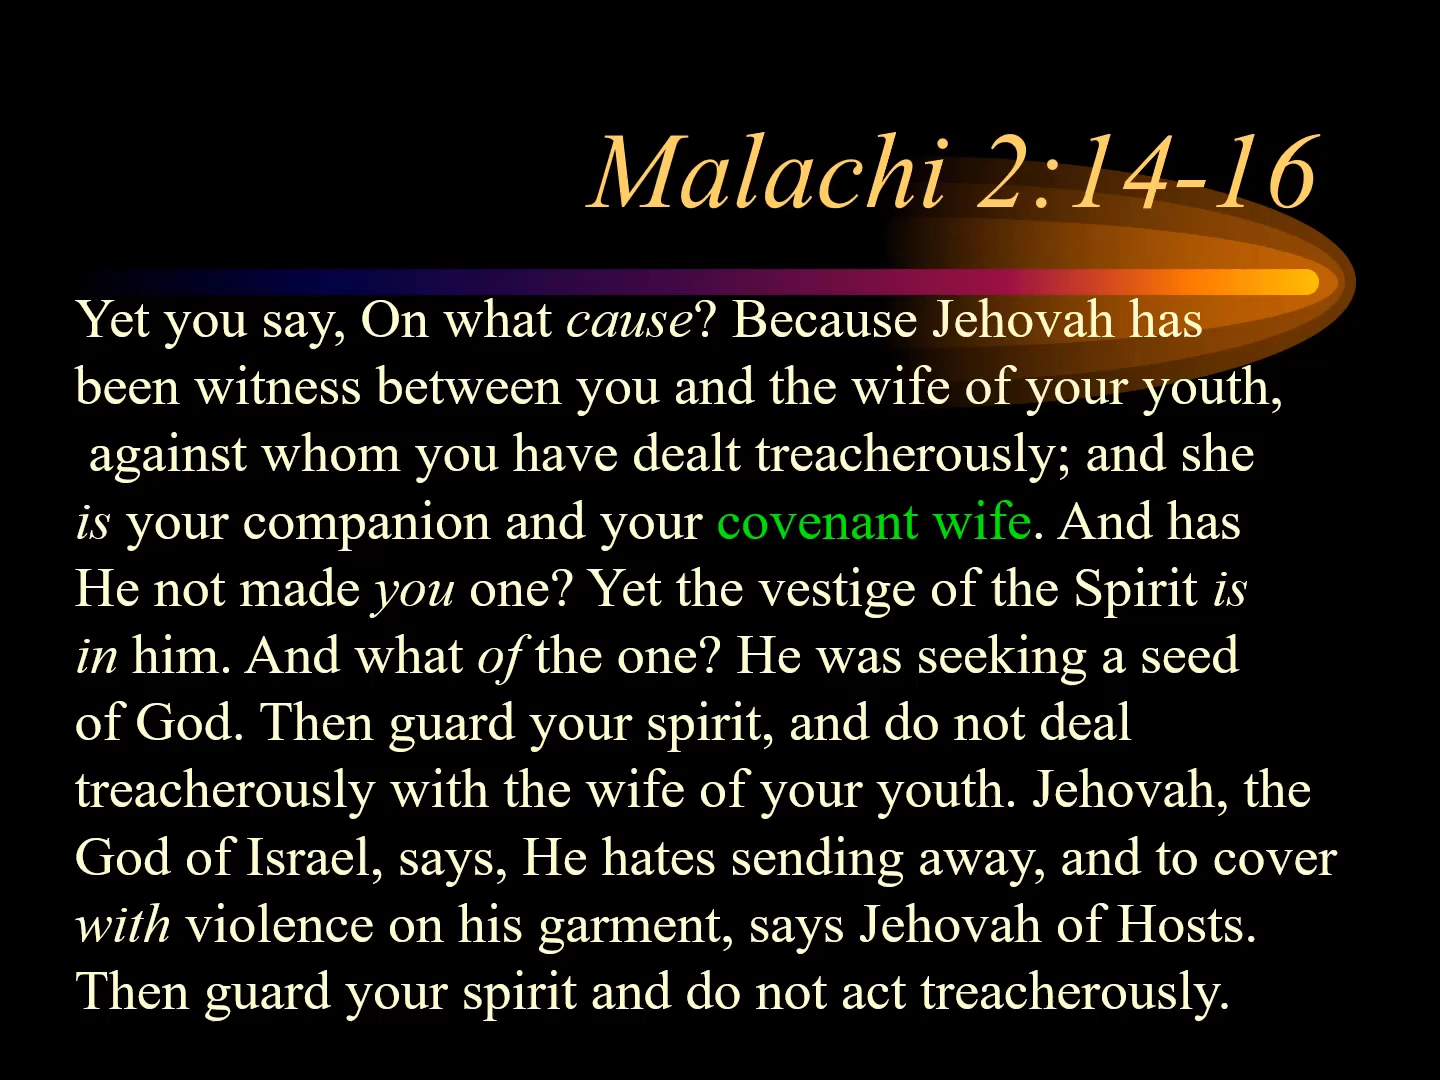 Malachi 2:14-16
Yet you say, On what cause? Because Jehovah has
been witness between you and the wife of your youth,
against whom you have dealt treacherously; and she
is your companion and your covenant wife. And has
He not made you one? Yet the vestige of the Spirit is
in him. And what of the one? He was seeking a seed
of God. Then guard your spirit, and do not deal
treacherously with the wife of your youth. Jehovah, the
God of Israel, says, He hates sending away, and to cover
with violence on his garment, says Jehovah of Hosts.
Then guard your spirit and do not act treacherously.